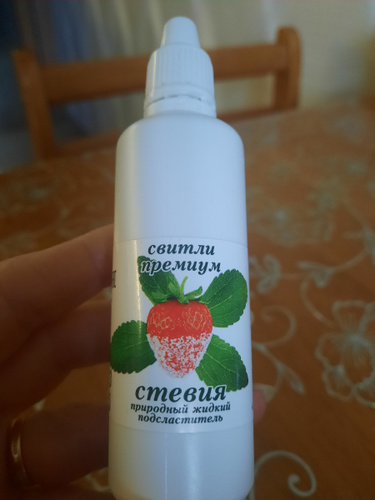 свитли
премиум
стевия
природный жидкий
подсластитель